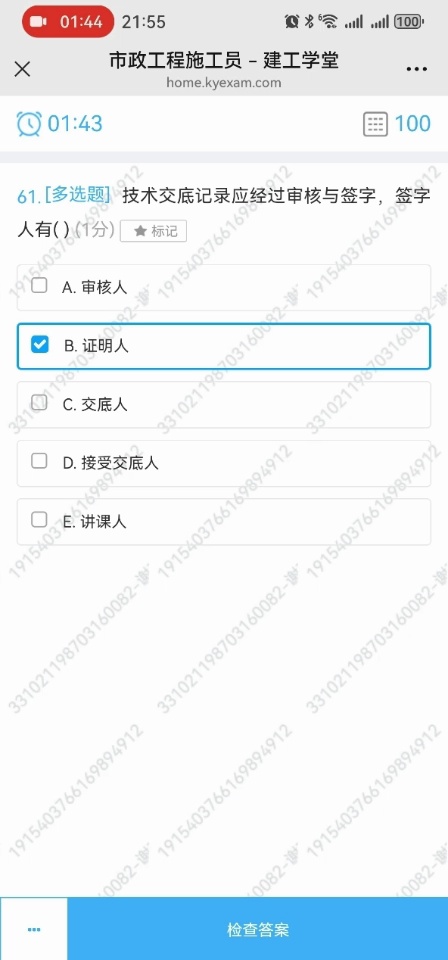 01:44 21:55 100
市政工程施工员 – 建工学堂
home.kyexam.com
01:43 100
61.[多选题] 技术交底记录应经过审核与签字，签字
人有( ) (1分) ★ 标记
A. 审核人
B. 证明人
C. 交底人
D. 接受交底人
E. 讲课人
检查答案
1915403766169894912
331021198703160082-谢